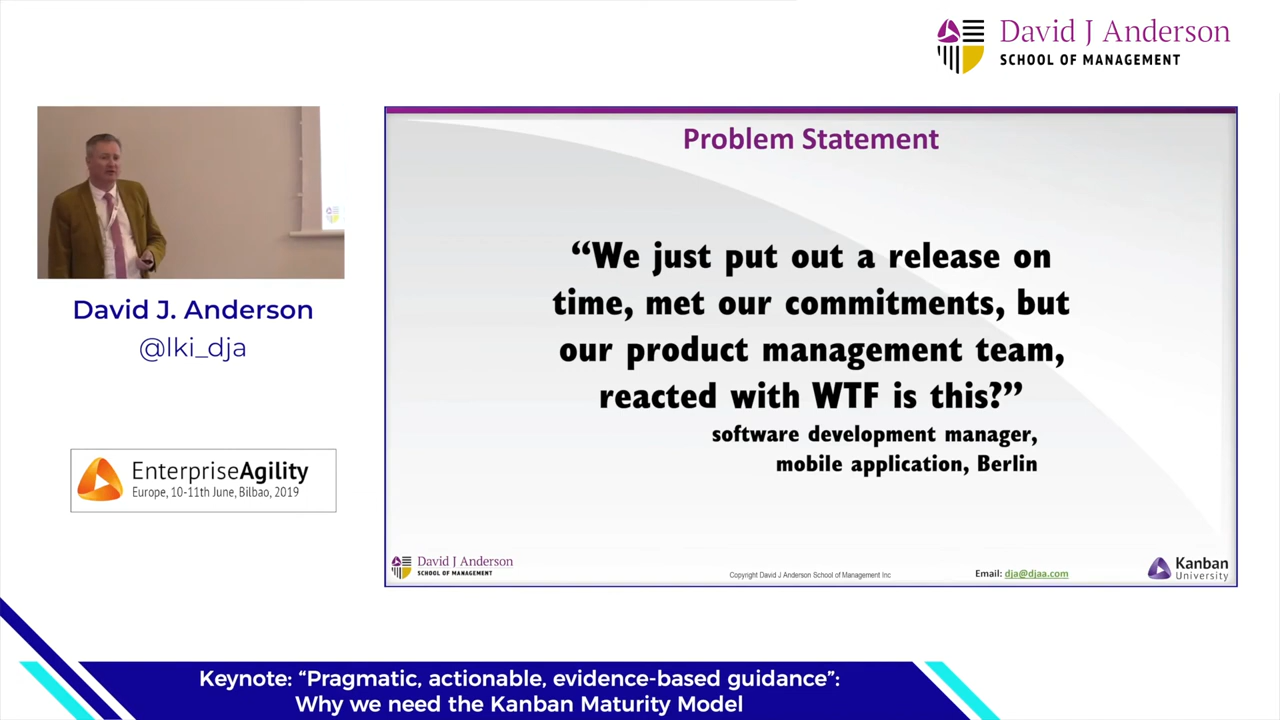 David J Anderson
SCHOOL OF MANAGEMENT
David J. Anderson
@lki_dja
EnterpriseAgility
Europe, 10-11th June, Bilbao, 2019
Problem Statement
“We just put out a release on
time, met our commitments, but
our product management team,
reacted with WTF is this?”
software development manager,
mobile application, Berlin
David J Anderson
SCHOOL OF MANAGEMENT
Copyright David J Anderson School of Management Inc
Email: dja@djaa.com
Kanban
University
Keynote: “Pragmatic, actionable, evidence-based guidance”:
Why we need the Kanban Maturity Model